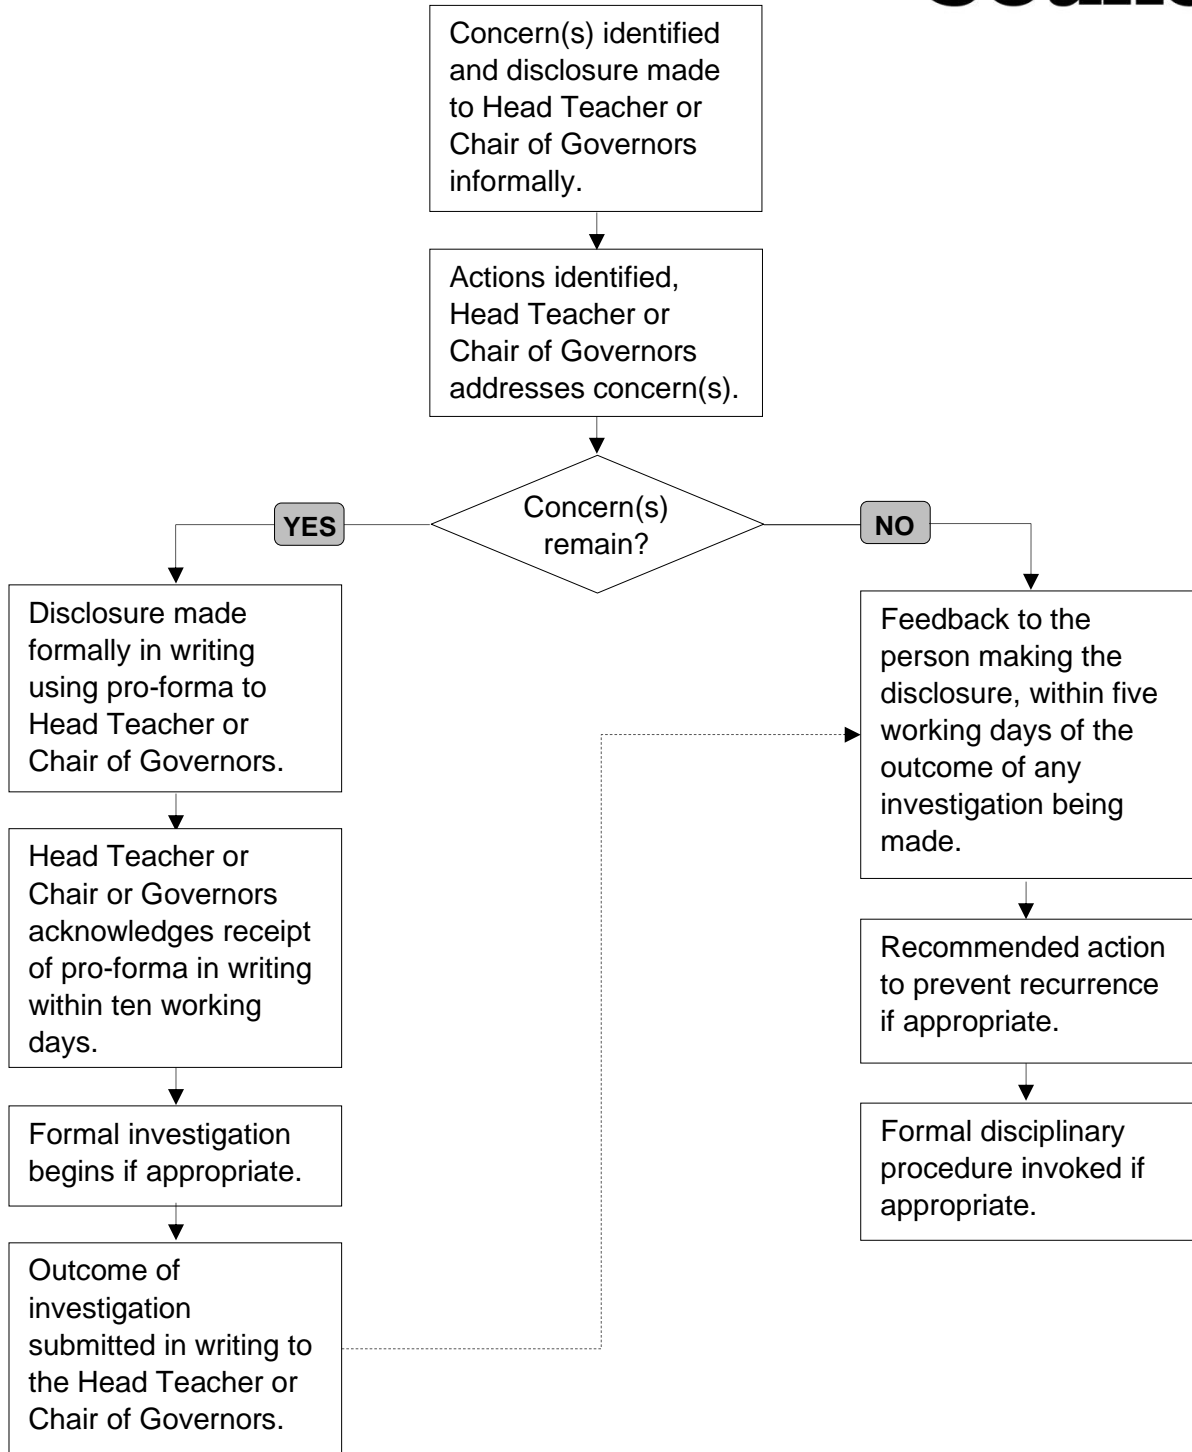 Concern(s) identified
and disclosure made
to Head Teacher or
Chair of Governors
informally.
Actions identified,
Head Teacher or
Chair of Governors
addresses concern(s).
Concern(s)
remain?
YES
NO
Disclosure made
formally in writing
using pro-forma to
Head Teacher or
Chair of Governors.
Head Teacher or
Chair or Governors
acknowledges receipt
of pro-forma in writing
within ten working
days.
Formal investigation
begins if appropriate.
Outcome of
investigation
submitted in writing to
the Head Teacher or
Chair of Governors.
Feedback to the
person making the
disclosure, within five
working days of the
outcome of any
investigation being
made.
Recommended action
to prevent recurrence
if appropriate.
Formal disciplinary
procedure invoked if
appropriate.